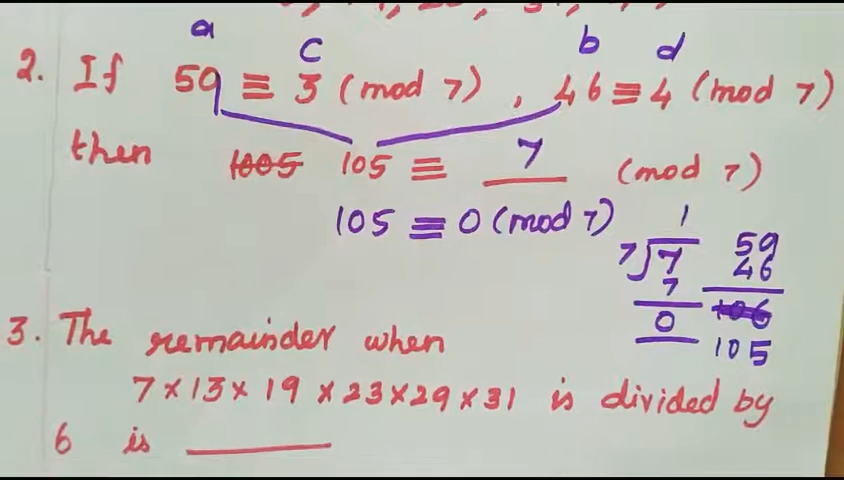 a c b d
2. If 59 ≡ 3 (mod 7) , 46 ≡ 4 (mod 7)
then 1005 105 ≡ 7 (mod 7)
105 ≡ 0 (mod 7)
1
7 7
7
0
59
46
106
105
3. The remainder when
7 × 13 × 19 × 23 × 29 × 31 is divided by
6 is ______